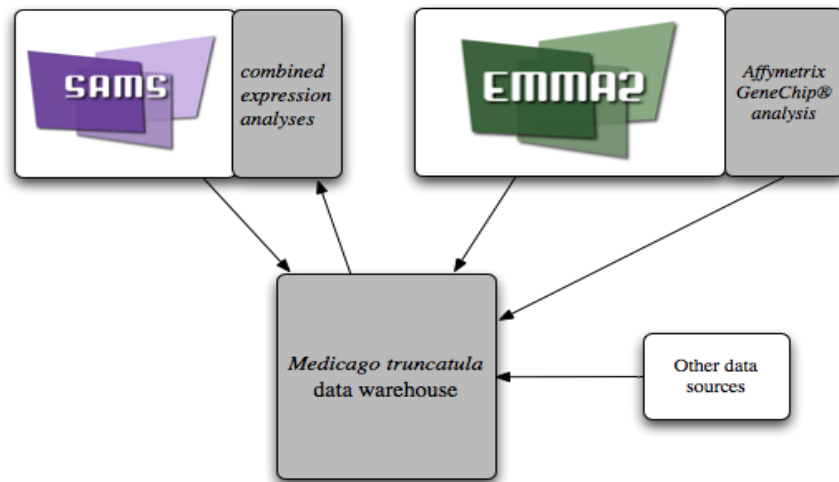 SAMS
combined
expression
analyses
EMMA2
Affymetrix
GeneChip®
analysis
Medicago truncatula
data warehouse
Other data
sources